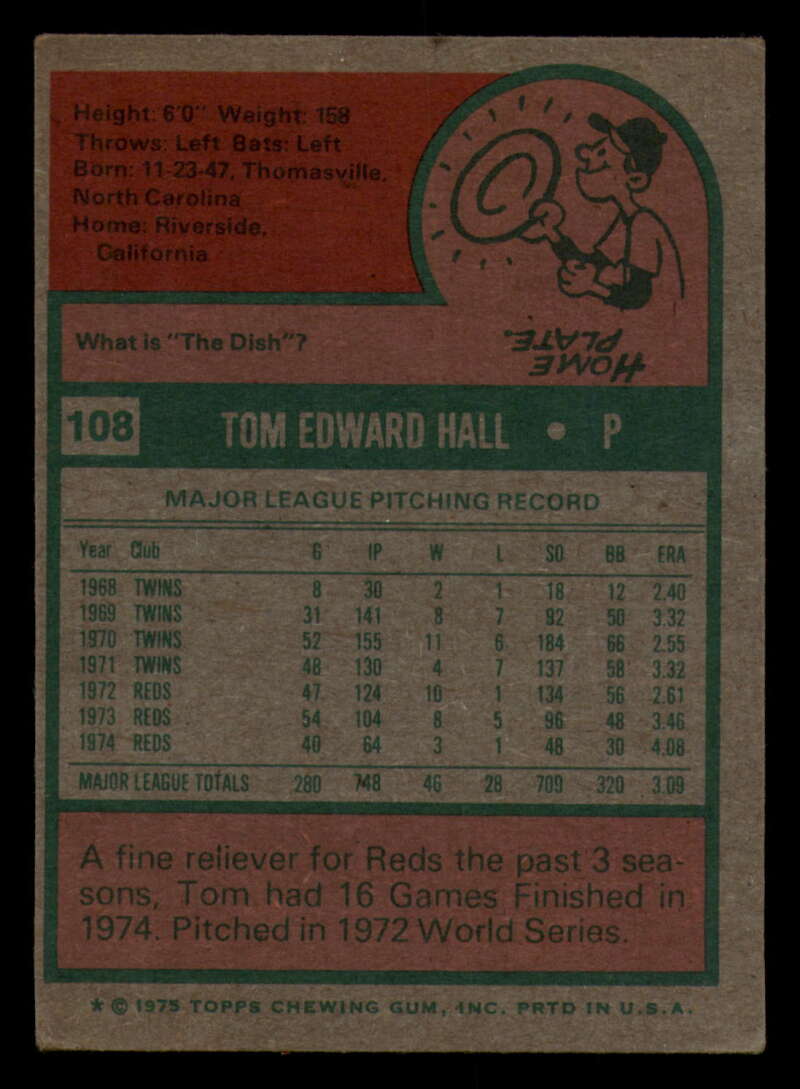 Height: 6'0" Weight: 158
Throws: Left Bats: Left
Born: 11-23-47, Thomasville,
North Carolina
Home: Riverside,
California
What is "The Dish"?
HOME
PLATE.
108 TOM EDWARD HALL • P
MAJOR LEAGUE PITCHING RECORD
Year Club G IP W L SO BB ERA
1968 TWINS 8 30 2 1 18 12 2.40
1969 TWINS 31 141 8 7 92 50 3.32
1970 TWINS 52 155 11 6 184 66 2.55
1971 TWINS 48 130 4 7 137 58 3.32
1972 REDS 47 124 10 1 134 56 2.61
1973 REDS 54 104 8 5 96 48 3.46
1974 REDS 40 64 3 1 48 30 4.08
MAJOR LEAGUE TOTALS 280 748 46 28 709 320 3.09
A fine reliever for Reds the past 3 sea-
sons, Tom had 16 Games Finished in
1974. Pitched in 1972 World Series.
* © 1975 TOPPS CHEWING GUM, INC. PRTD IN U.S.A.